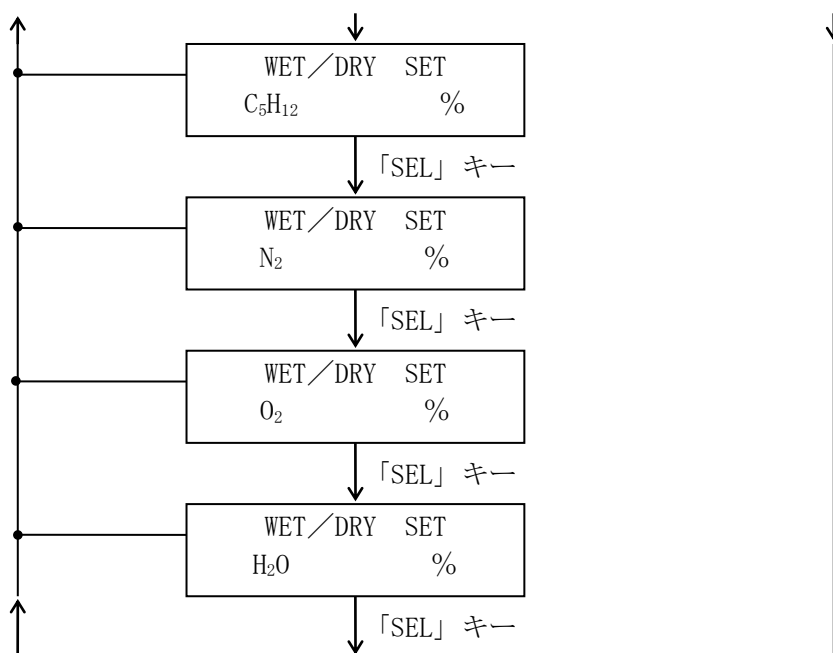 WET／DRY　SET
C₅H₁₂　%
「SEL」キー
WET／DRY　SET
N₂　%
「SEL」キー
WET／DRY　SET
O₂　%
「SEL」キー
WET／DRY　SET
H₂O　%
「SEL」キー